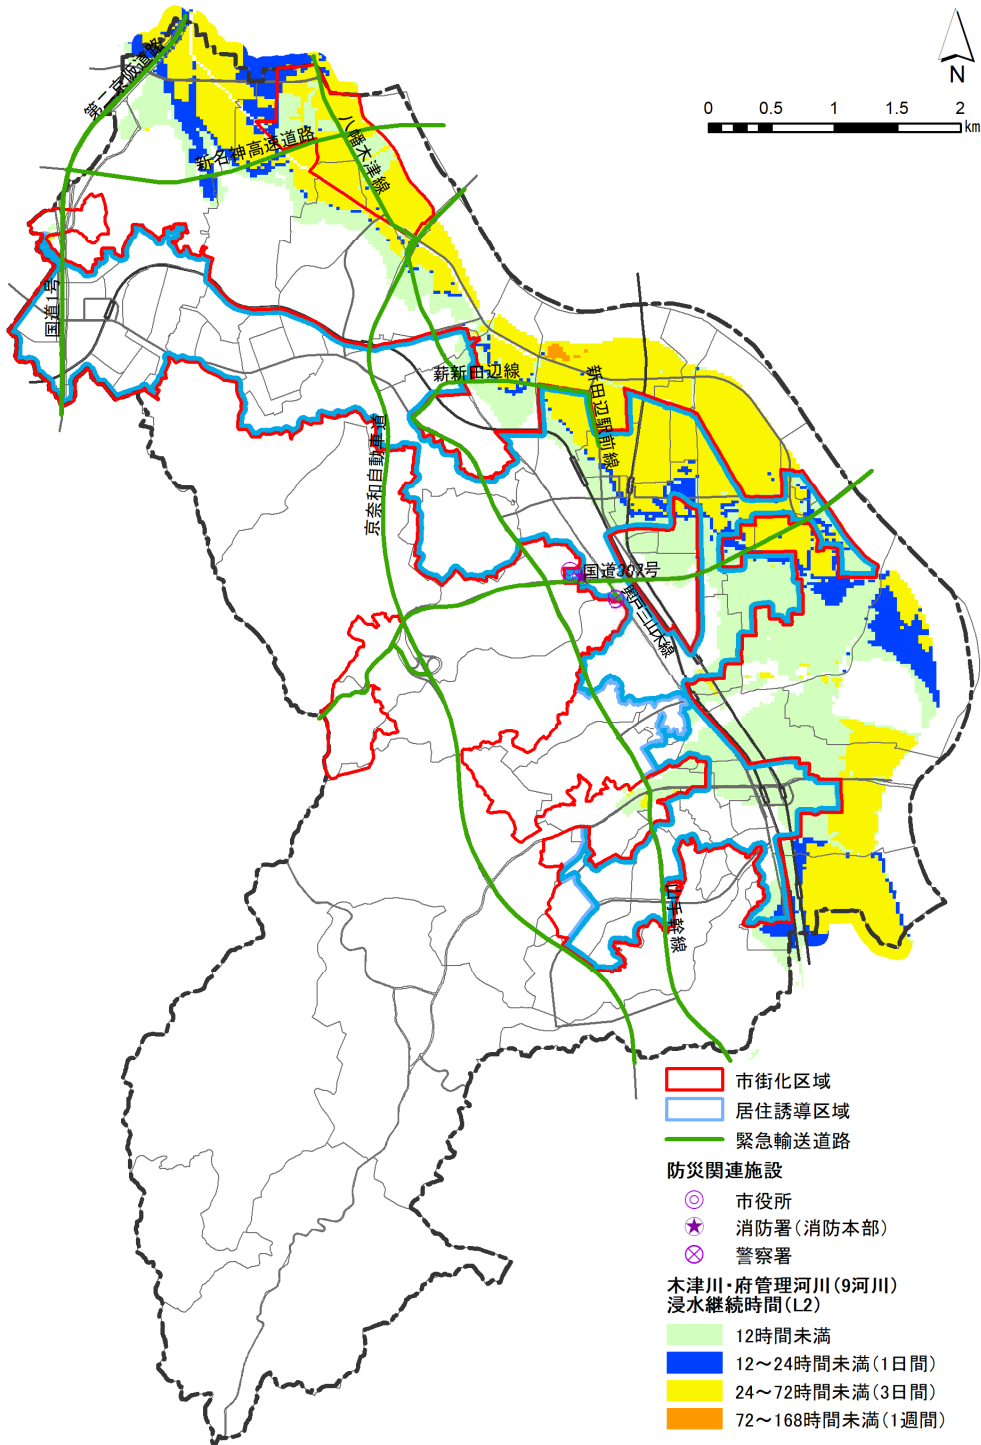 N
0 0.5 1 1.5 2
km
第二京阪道路
八幡木津線
新名神高速道路
国道1号
薪新田辺線
新田辺駅前線
京奈和自動車道
国道307号
興戸三山木線
山手幹線
市街化区域
居住誘導区域
緊急輸送道路
防災関連施設
市役所
消防署(消防本部)
警察署
木津川・府管理河川(9河川)
浸水継続時間(L2)
12時間未満
12～24時間未満(1日間)
24～72時間未満(3日間)
72～168時間未満(1週間)